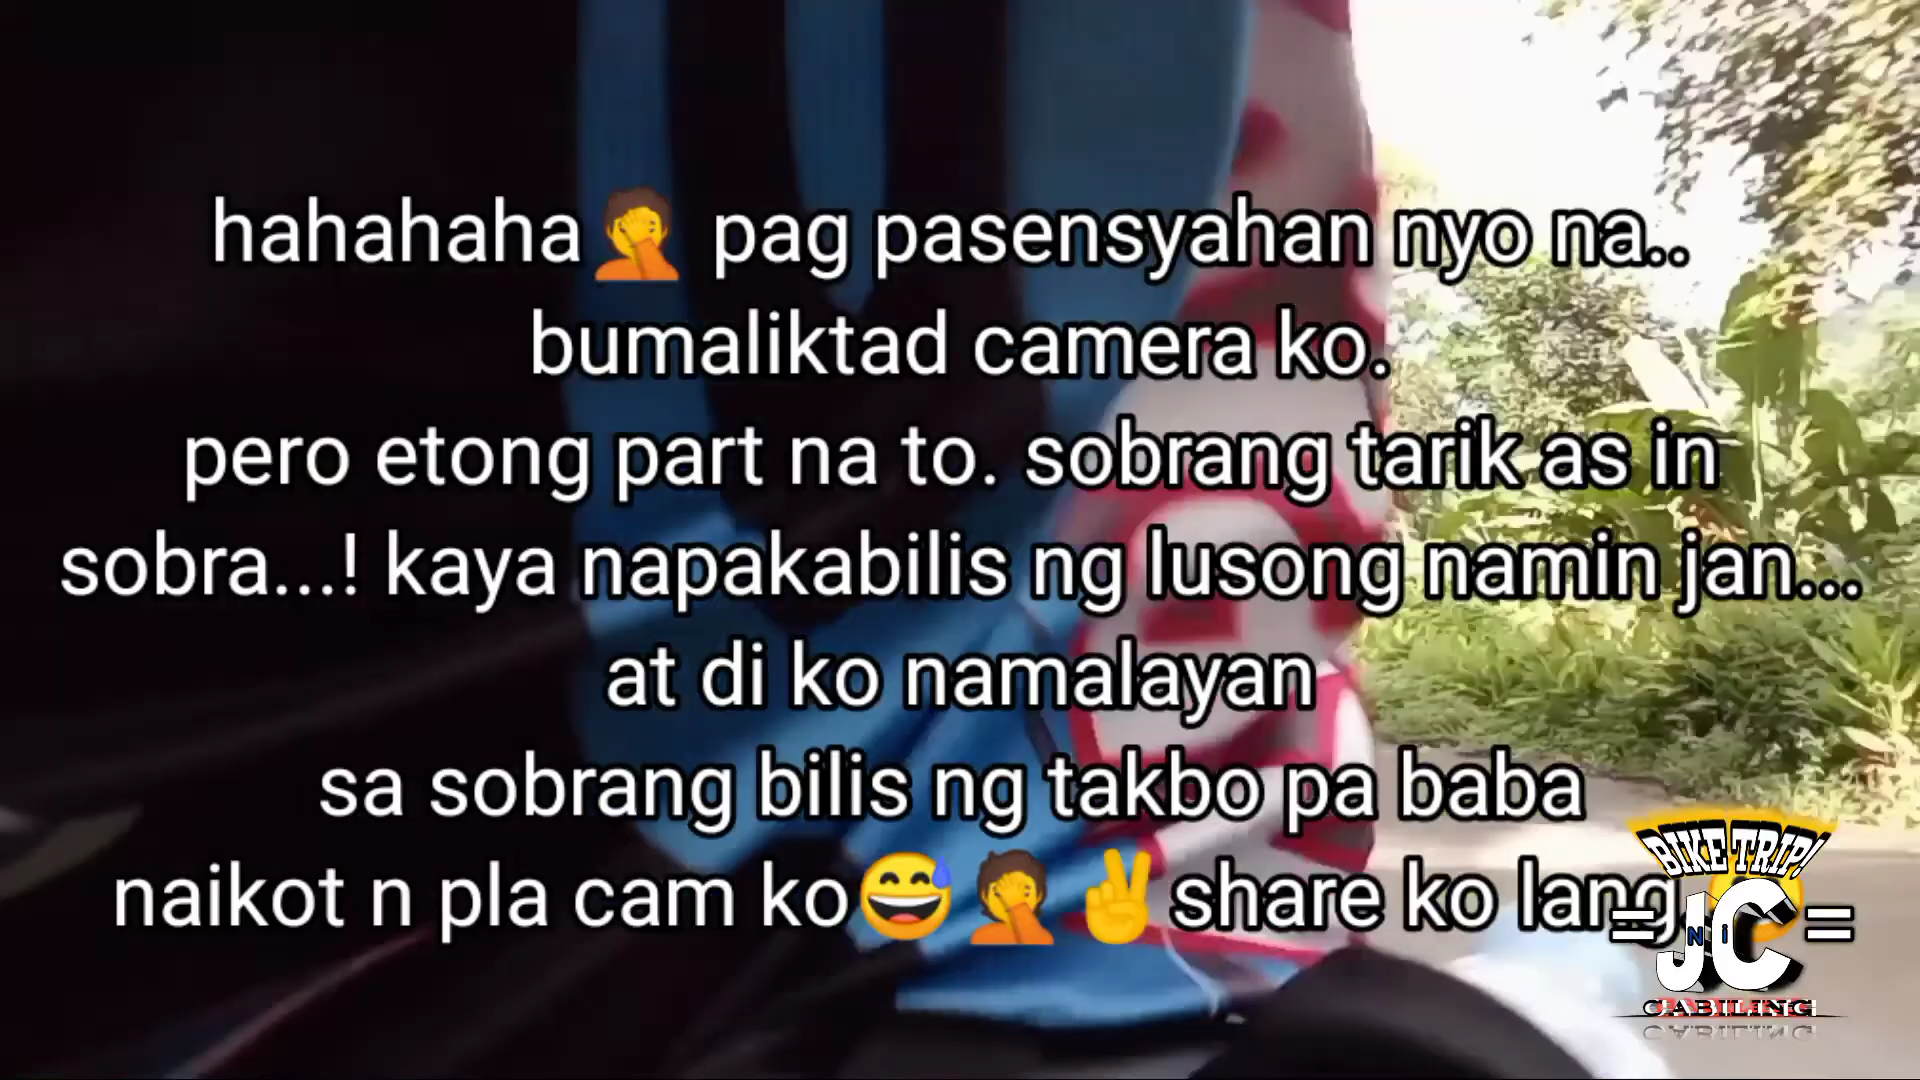 hahahaha🤦 pag pasensyahan nyo na..
bumaliktad camera ko.
pero etong part na to. sobrang tarik as in
sobra...! kaya napakabilis ng lusong namin jan...
at di ko namalayan
sa sobrang bilis ng takbo pa baba
naikot n pla cam ko😅🤦✌️share ko lang
BIKE TRIP!
= Ni JC =
CABILING